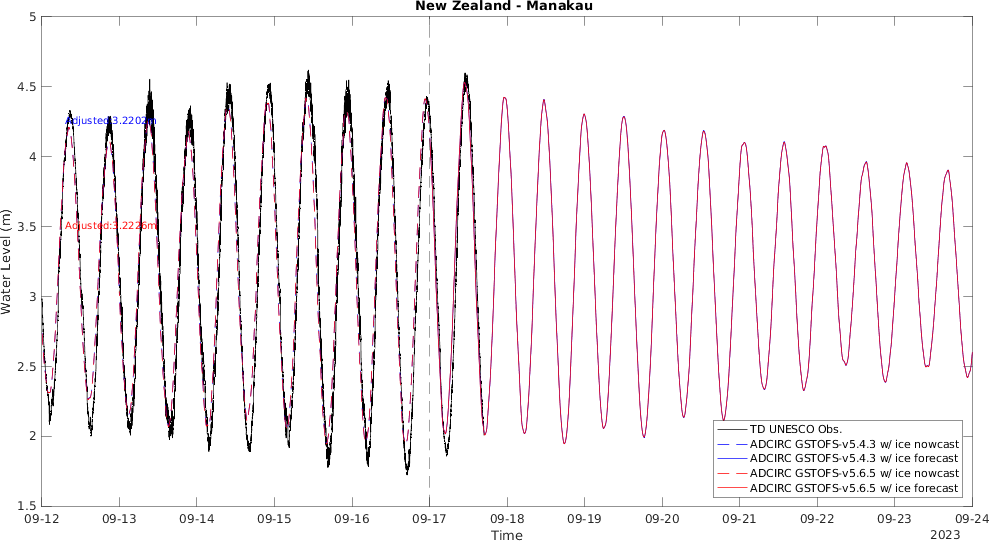 New Zealand - Manakau
5
4.5
4
3.5
3
2.5
2
1.5
Water Level (m)
Adjusted:3.2202m
Adjusted:3.2226m
TD UNESCO Obs.
ADCIRC GSTOFS-v5.4.3 w/ ice nowcast
ADCIRC GSTOFS-v5.4.3 w/ ice forecast
ADCIRC GSTOFS-v5.6.5 w/ ice nowcast
ADCIRC GSTOFS-v5.6.5 w/ ice forecast
09-12 09-13 09-14 09-15 09-16 09-17 09-18 09-19 09-20 09-21 09-22 09-23 09-24
Time
2023